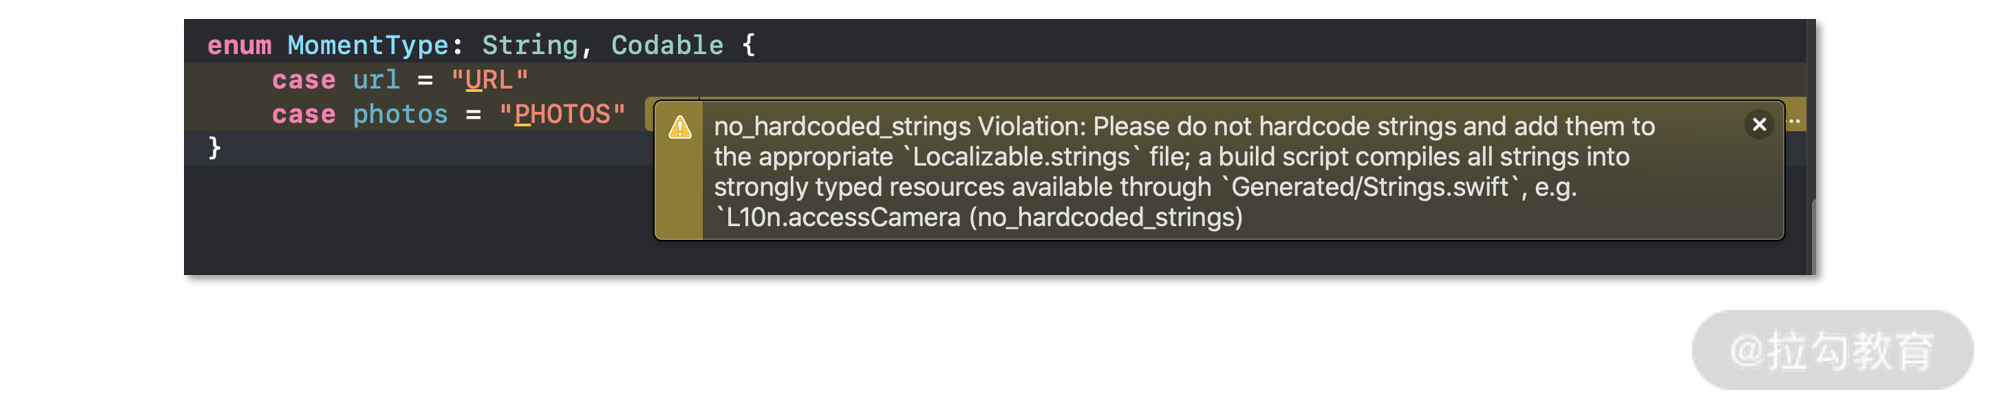 enum MomentType: String, Codable {
case url = "URL"
case photos = "PHOTOS"
}
no_hardcoded_strings Violation: Please do not hardcode strings and add them to
the appropriate `Localizable.strings` file; a build script compiles all strings into
strongly typed resources available through `Generated/Strings.swift`, e.g.
`L10n.accessCamera (no_hardcoded_strings)
...
@拉勾教育